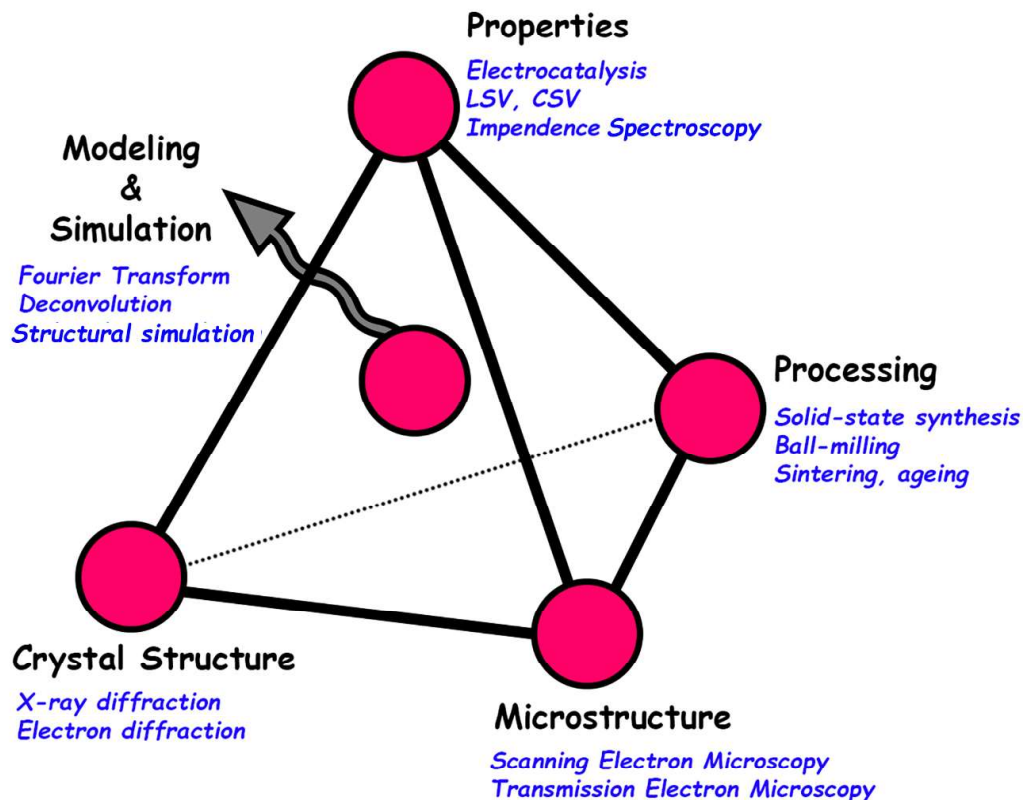 Properties
Electrocatalysis
LSV, CSV
Impendence Spectroscopy
Modeling
&
Simulation
Fourier Transform
Deconvolution
Structural simulation
Processing
Solid-state synthesis
Ball-milling
Sintering, ageing
Crystal Structure
X-ray diffraction
Electron diffraction
Microstructure
Scanning Electron Microscopy
Transmission Electron Microscopy